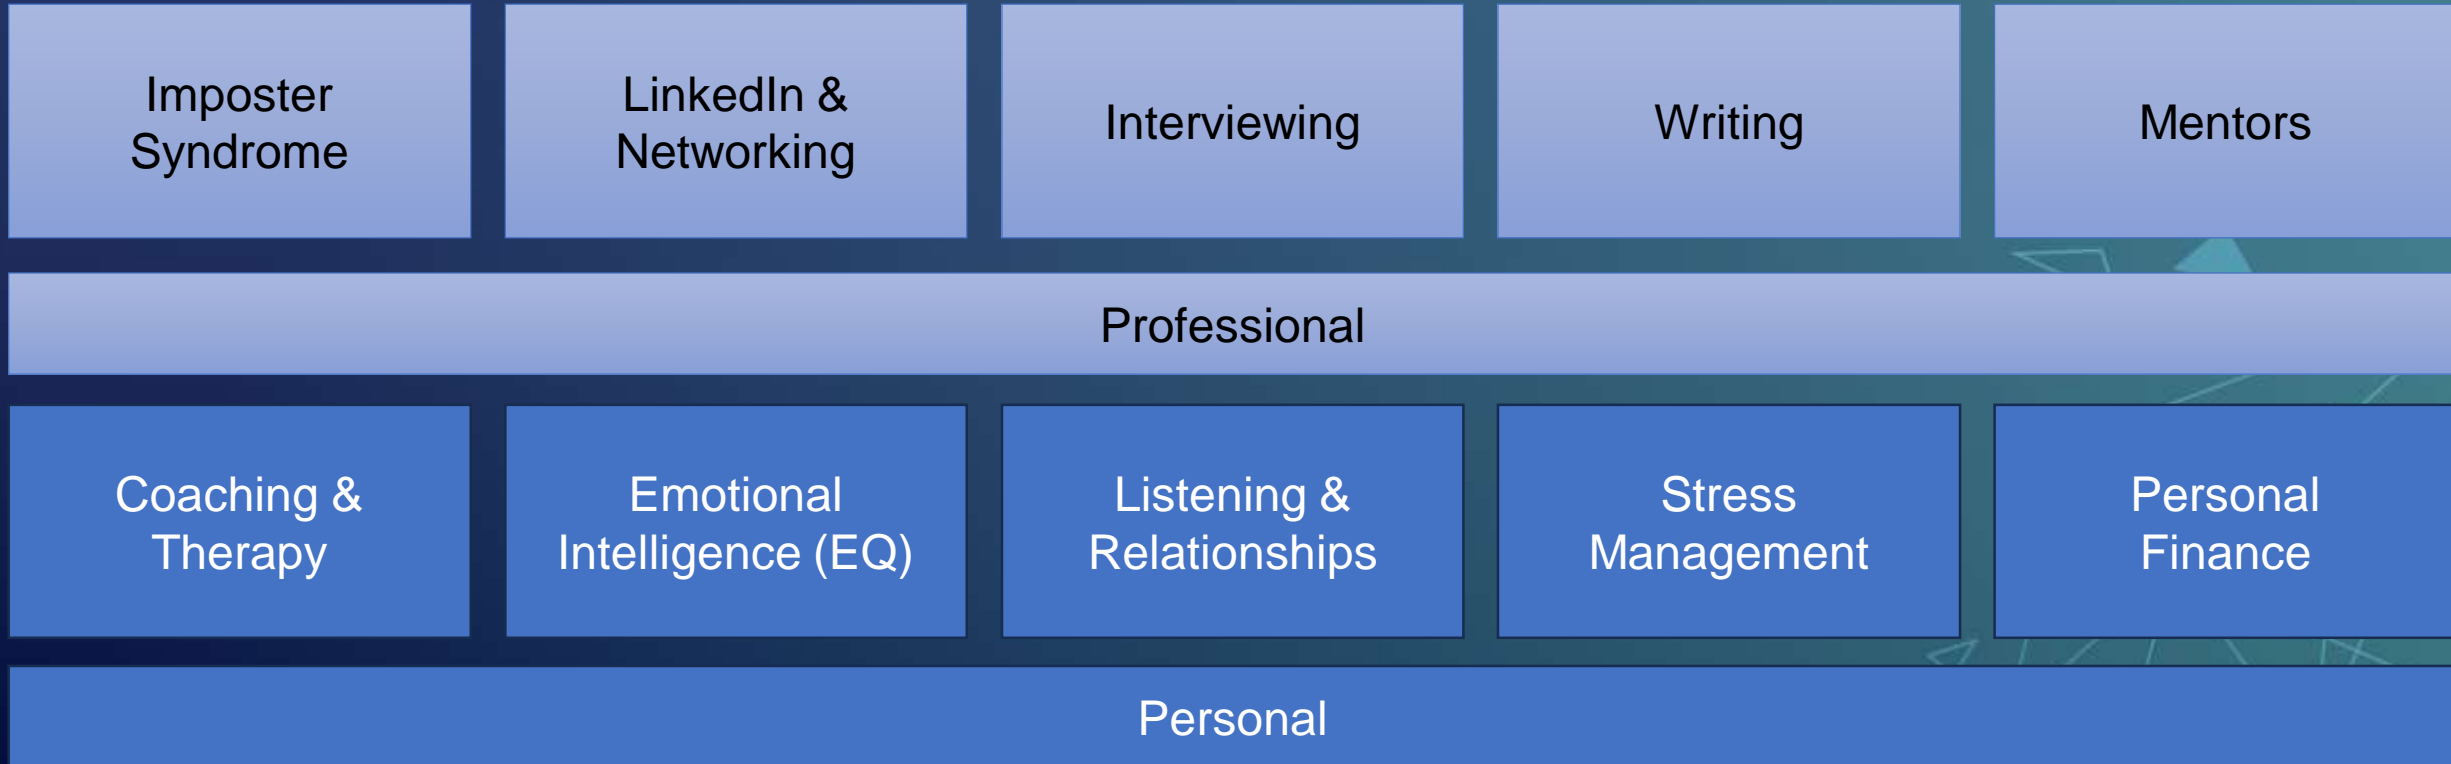 Imposter
Syndrome
LinkedIn &
Networking
Interviewing
Writing
Mentors
Professional
Coaching &
Therapy
Emotional
Intelligence (EQ)
Listening &
Relationships
Stress
Management
Personal
Finance
Personal